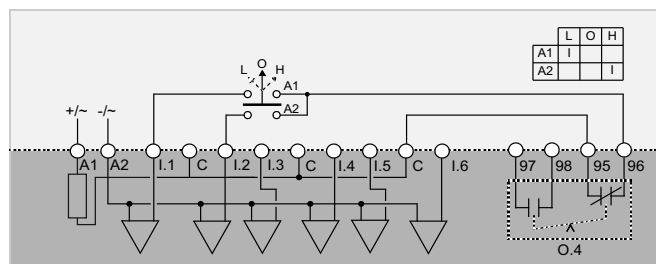 L O H
A1 I
A2 I
O
L H
A1
A2
+/~ -/~
A1 A2 I.1 C I.2 I.3 C I.4 I.5 C I.6 97 98 95 96
O.4